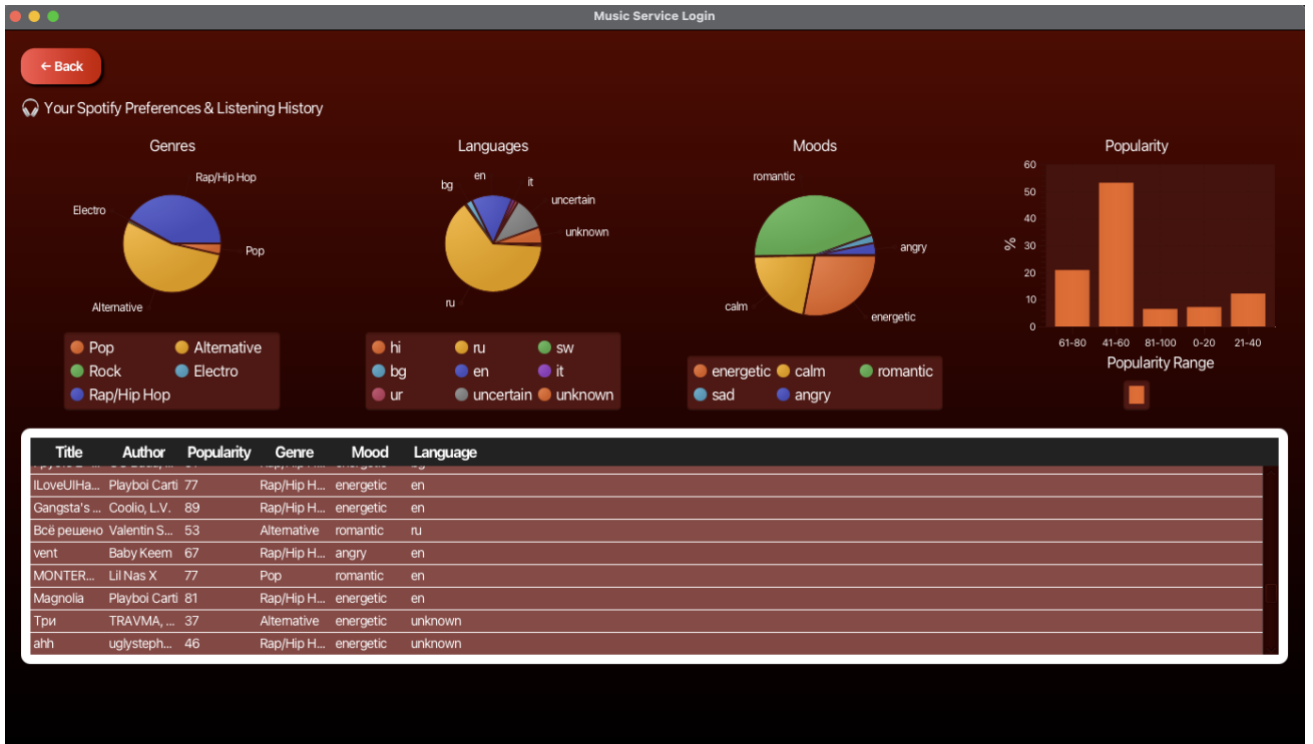 Music Service Login
← Back
🎧 Your Spotify Preferences & Listening History
Genres
Rap/Hip Hop
Electro
Pop
Alternative
Pop Alternative
Rock Electro
Rap/Hip Hop
Languages
bg en it
uncertain
unknown
ru
hi ru sw
bg en it
ur uncertain unknown
Moods
romantic
angry
calm
energetic
energetic calm romantic
sad angry
Popularity
60
50
40
30
20
10
0
%
61-80 41-60 81-100 0-20 21-40
Popularity Range
Title Author Popularity Genre Mood Language
ILoveUIHa... Playboi Carti 77 Rap/Hip H... energetic en
Gangsta's ... Coolio, L.V. 89 Rap/Hip H... energetic en
Всё решено Valentin S... 53 Alternative romantic ru
vent Baby Keem 67 Rap/Hip H... angry en
MONTER... Lil Nas X 77 Pop romantic en
Magnolia Playboi Carti 81 Rap/Hip H... energetic en
Три TRAVMA, ... 37 Alternative energetic unknown
ahh uglysteph... 46 Rap/Hip H... energetic unknown